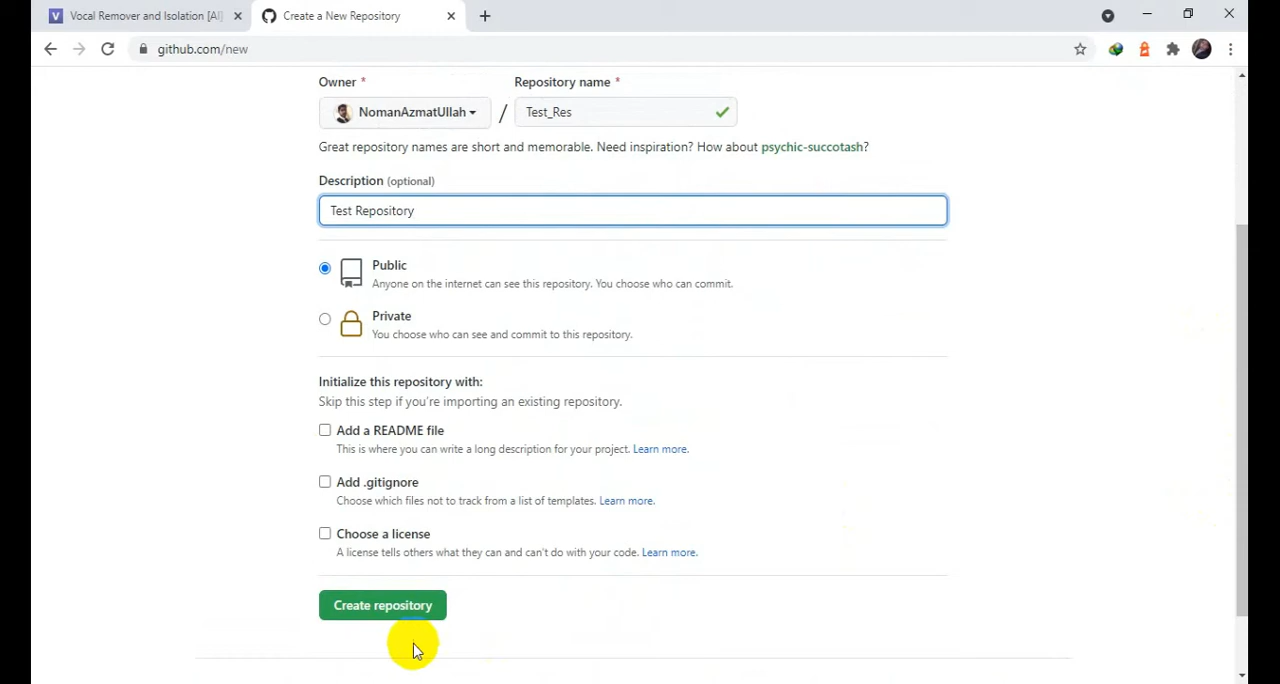 Vocal Remover and Isolation [AI]
Create a New Repository
github.com/new
Owner * Repository name *
NomanAzmatUllah / Test_Res
Great repository names are short and memorable. Need inspiration? How about psychic-succotash?
Description (optional)
Test Repository
Public
Anyone on the internet can see this repository. You choose who can commit.
Private
You choose who can see and commit to this repository.
Initialize this repository with:
Skip this step if you're importing an existing repository.
Add a README file
This is where you can write a long description for your project. Learn more.
Add .gitignore
Choose which files not to track from a list of templates. Learn more.
Choose a license
A license tells others what they can and can't do with your code. Learn more.
Create repository